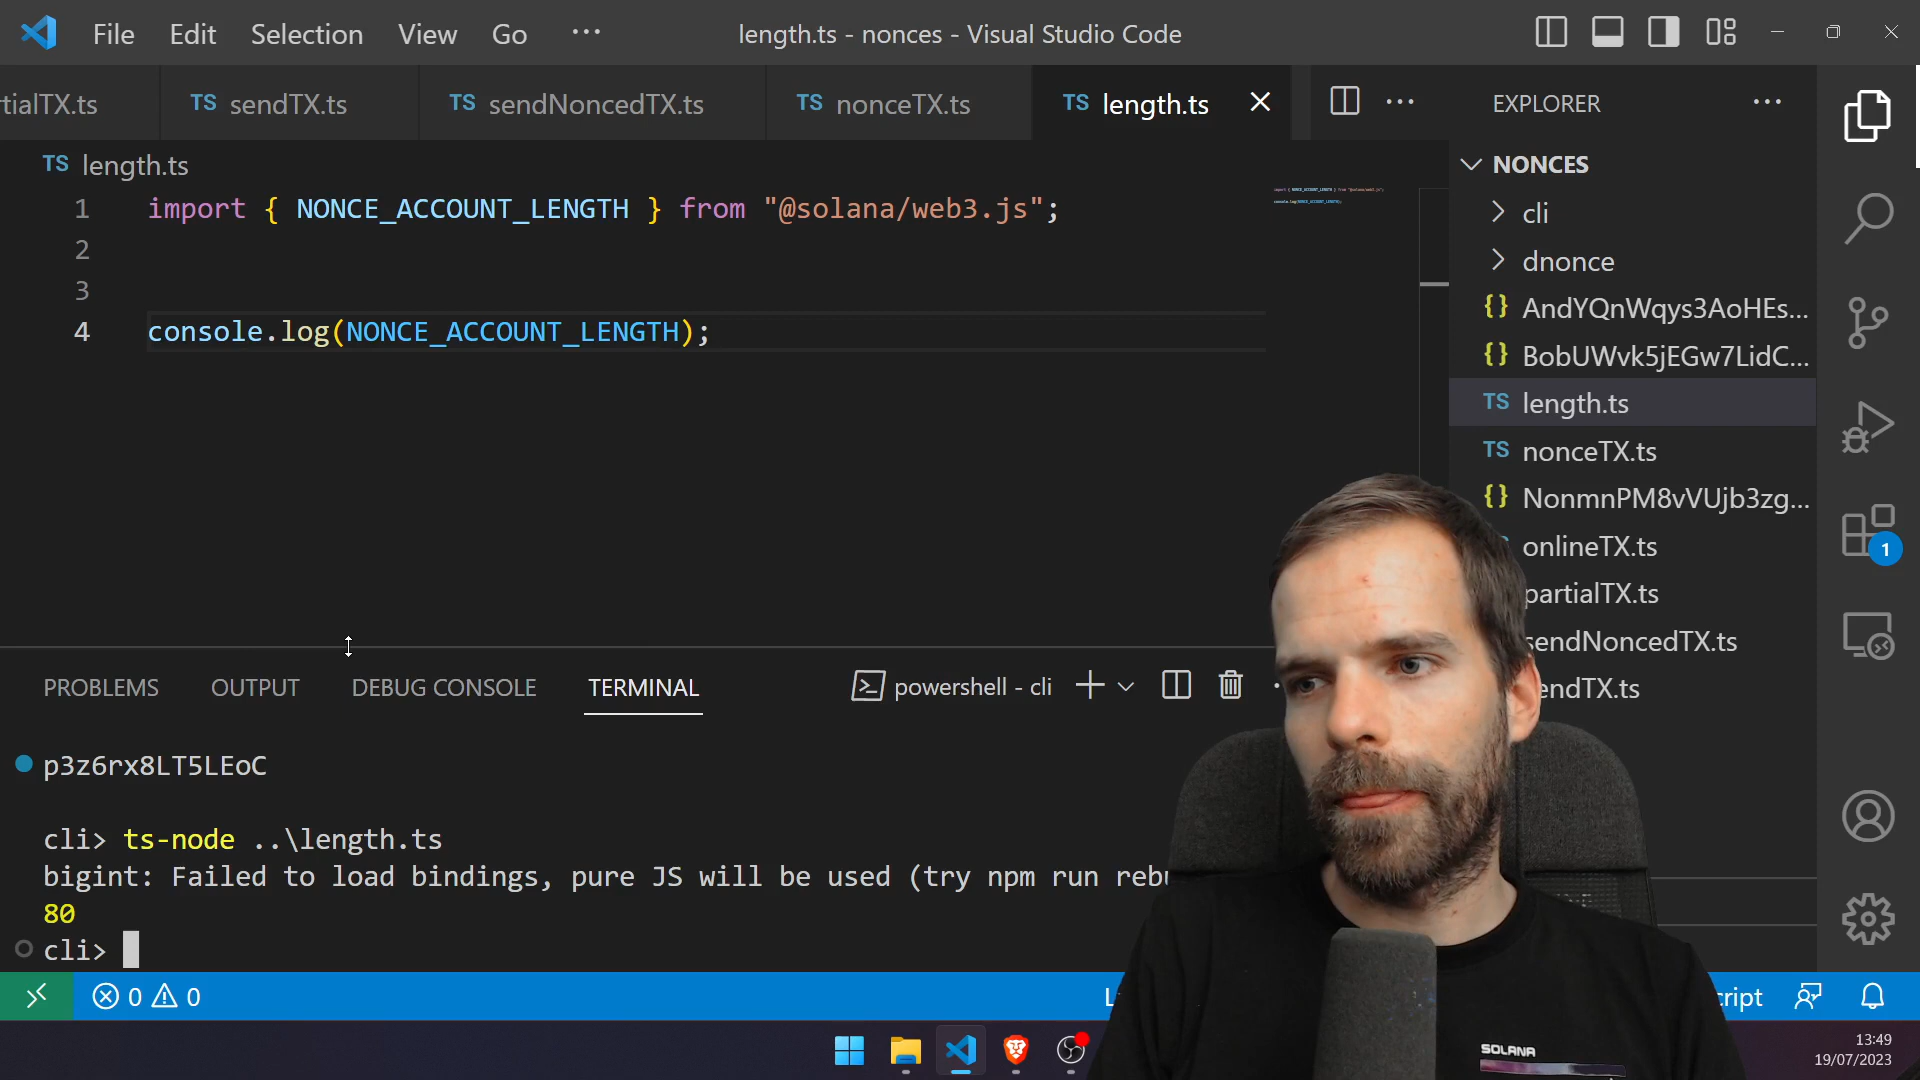 File Edit Selection View Go ··· length.ts - nonces - Visual Studio Code
tialTX.ts TS sendTX.ts TS sendNoncedTX.ts TS nonceTX.ts TS length.ts
TS length.ts
1 import { NONCE_ACCOUNT_LENGTH } from "@solana/web3.js";
2
3
4 console.log(NONCE_ACCOUNT_LENGTH);
EXPLORER
NONCES
cli
dnonce
{} AndYQnWqys3AoHEs...
{} BobUWvk5jEGw7LidC...
TS length.ts
TS nonceTX.ts
{} NonmnPM8vVUjb3zg...
onlineTX.ts
partialTX.ts
sendNoncedTX.ts
endTX.ts
1
PROBLEMS OUTPUT DEBUG CONSOLE TERMINAL powershell - cli
p3z6rx8LT5LEoC
cli> ts-node ..\length.ts
bigint: Failed to load bindings, pure JS will be used (try npm run rebu
80
cli>
0 0 L cript
SOLANA
13:49
19/07/2023